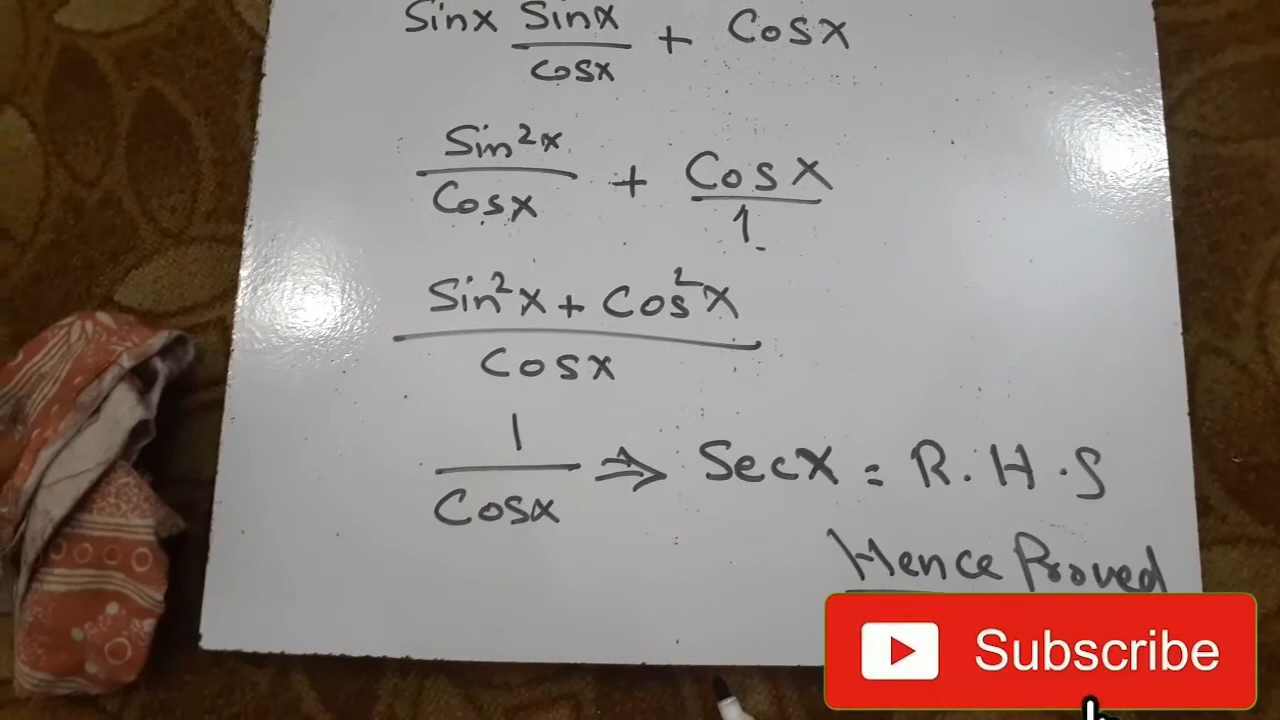 Sinx Sinx/Cosx + Cosx
Sin²x/Cosx + Cosx/1
Sin²x + Cos²x
Cosx
1/Cosx ⇒ Secx = R.H.S
Hence Proved
Subscribe